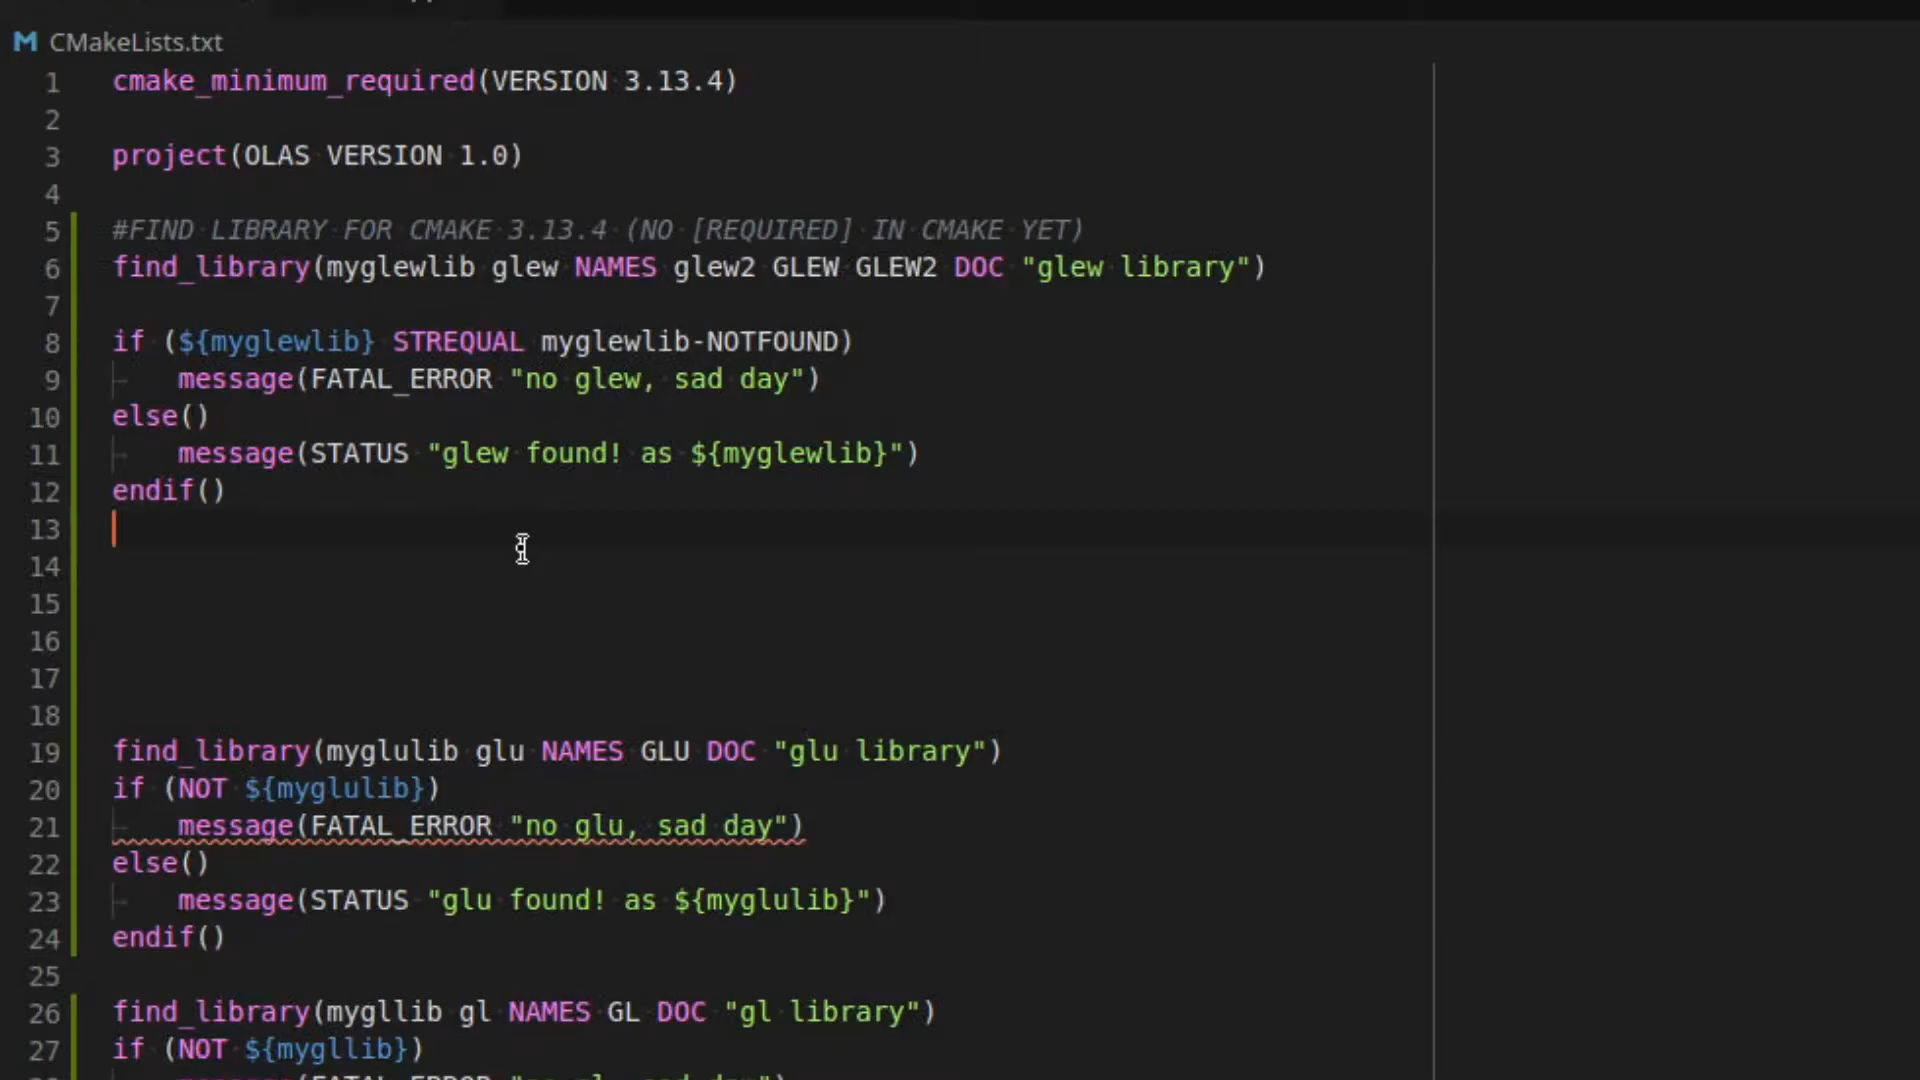 CMakeLists.txt
1 cmake_minimum_required(VERSION 3.13.4)
2
3 project(OLAS VERSION 1.0)
4
5 #FIND LIBRARY FOR CMAKE 3.13.4 (NO [REQUIRED] IN CMAKE YET)
6 find_library(myglewlib glew NAMES glew2 GLEW GLEW2 DOC "glew library")
7
8 if (${myglewlib} STREQUAL myglewlib-NOTFOUND)
9     message(FATAL_ERROR "no glew, sad day")
10 else()
11     message(STATUS "glew found! as ${myglewlib}")
12 endif()
13
14
15
16
17
18
19 find_library(myglulib glu NAMES GLU DOC "glu library")
20 if (NOT ${myglulib})
21     message(FATAL_ERROR "no glu, sad day")
22 else()
23     message(STATUS "glu found! as ${myglulib}")
24 endif()
25
26 find_library(mygllib gl NAMES GL DOC "gl library")
27 if (NOT ${mygllib})